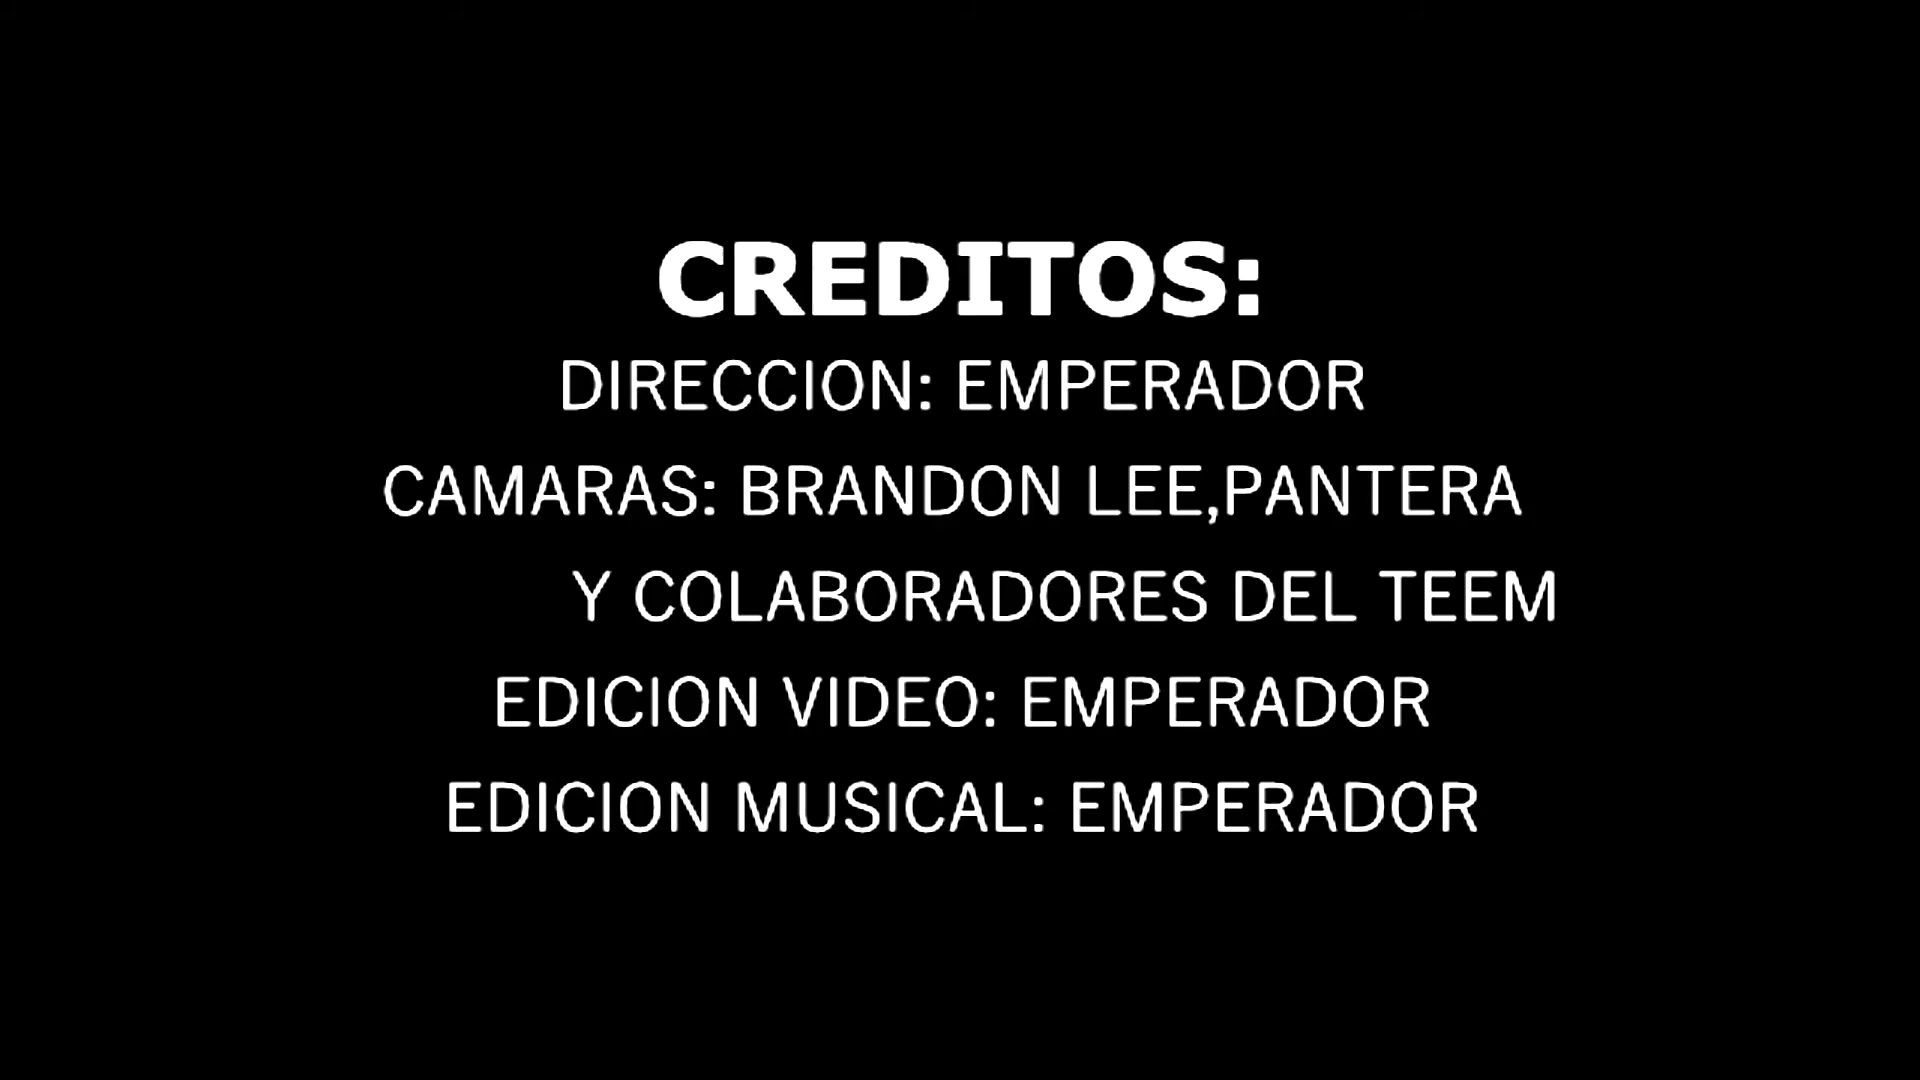 CREDITOS:
DIRECCION: EMPERADOR
CAMARAS: BRANDON LEE,PANTERA
Y COLABORADORES DEL TEEM
EDICION VIDEO: EMPERADOR
EDICION MUSICAL: EMPERADOR